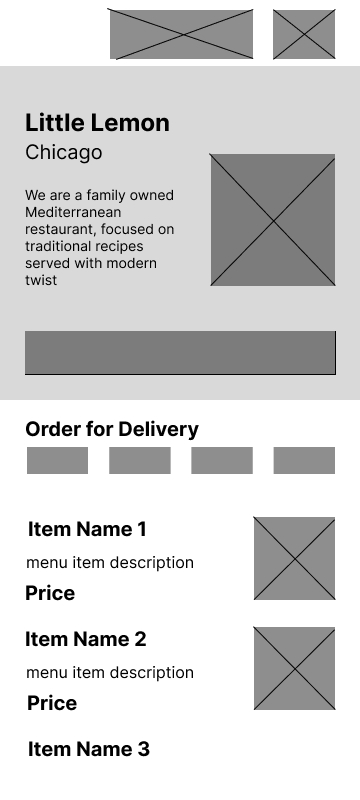 Little Lemon
Chicago
We are a family owned
Mediterranean
restaurant, focused on
traditional recipes
served with modern
twist
Order for Delivery
Item Name 1
menu item description
Price
Item Name 2
menu item description
Price
Item Name 3